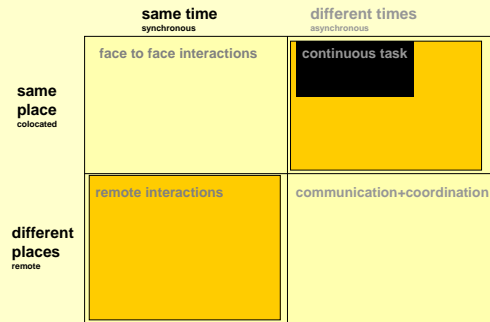 same time
synchronous
different times
asynchronous
face to face interactions
continuous task
same
place
colocated
remote interactions
communication+coordination
different
places
remote